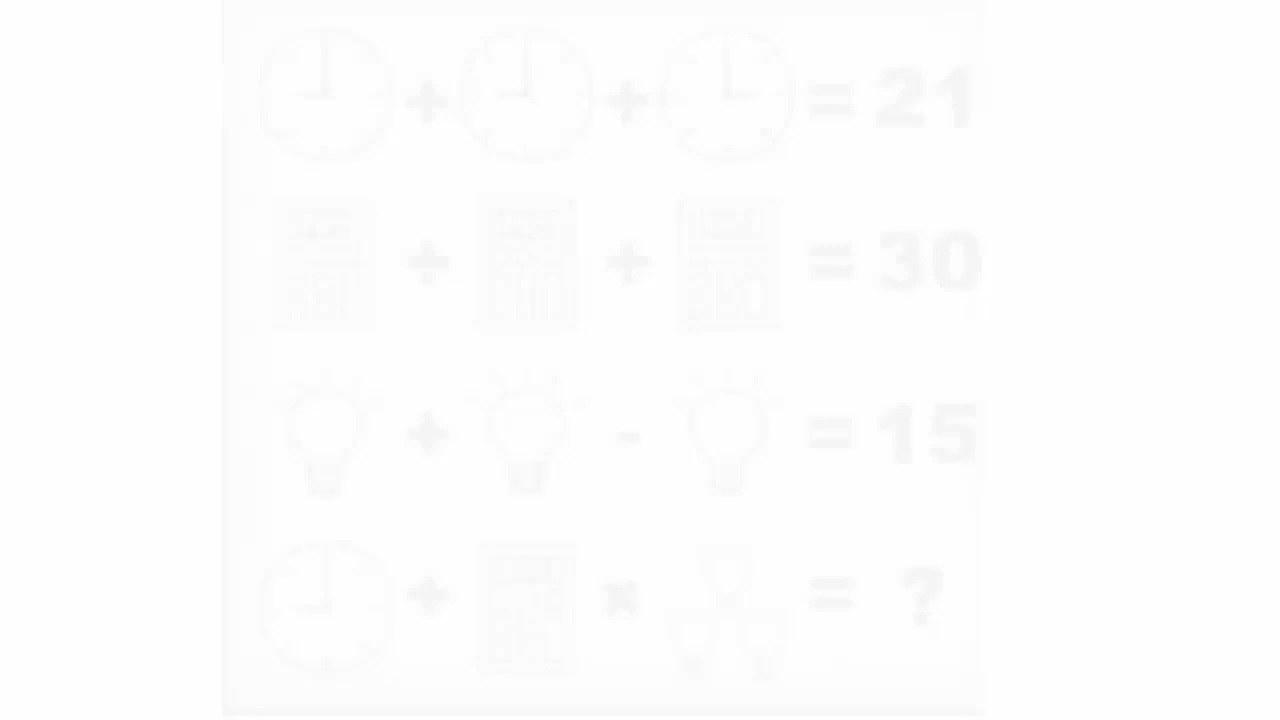 + + = 21
+ + = 30
+ - = 15
+ × = ?